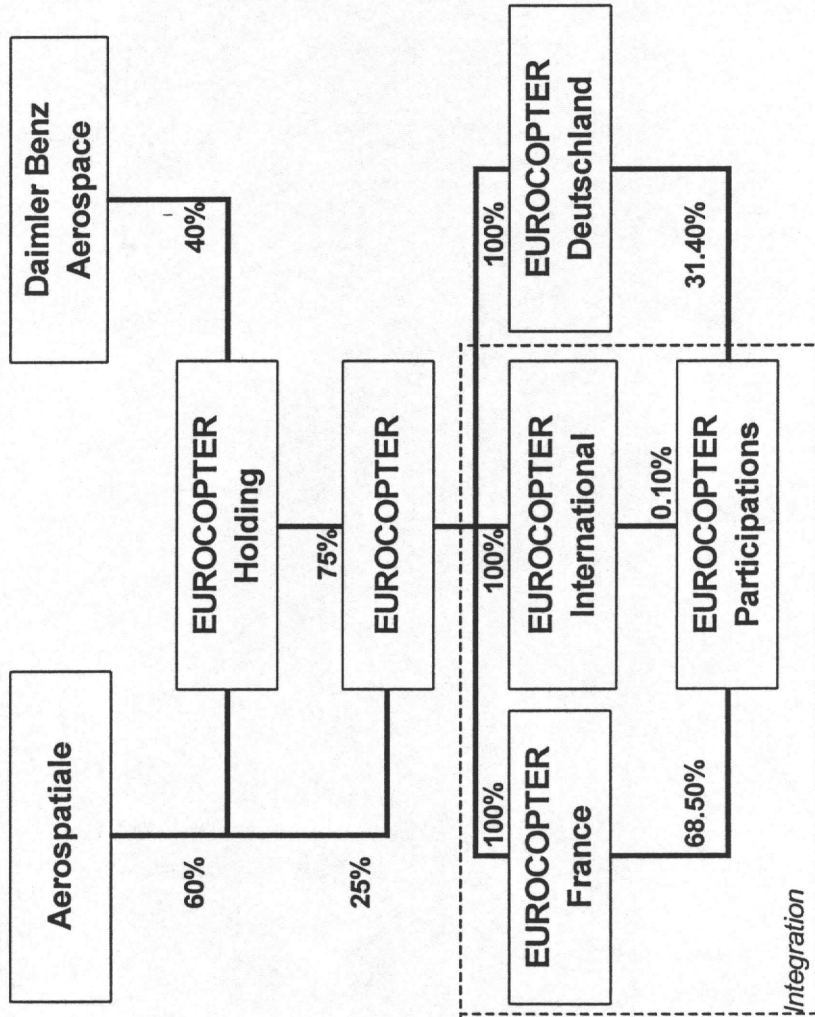 Aerospatiale
Daimler Benz
Aerospace
60%
40%
EUROCOPTER
Holding
25%
75%
EUROCOPTER
100%
100%
100%
EUROCOPTER
France
EUROCOPTER
International
EUROCOPTER
Deutschland
68.50%
0.10%
31.40%
EUROCOPTER
Participations
Integration